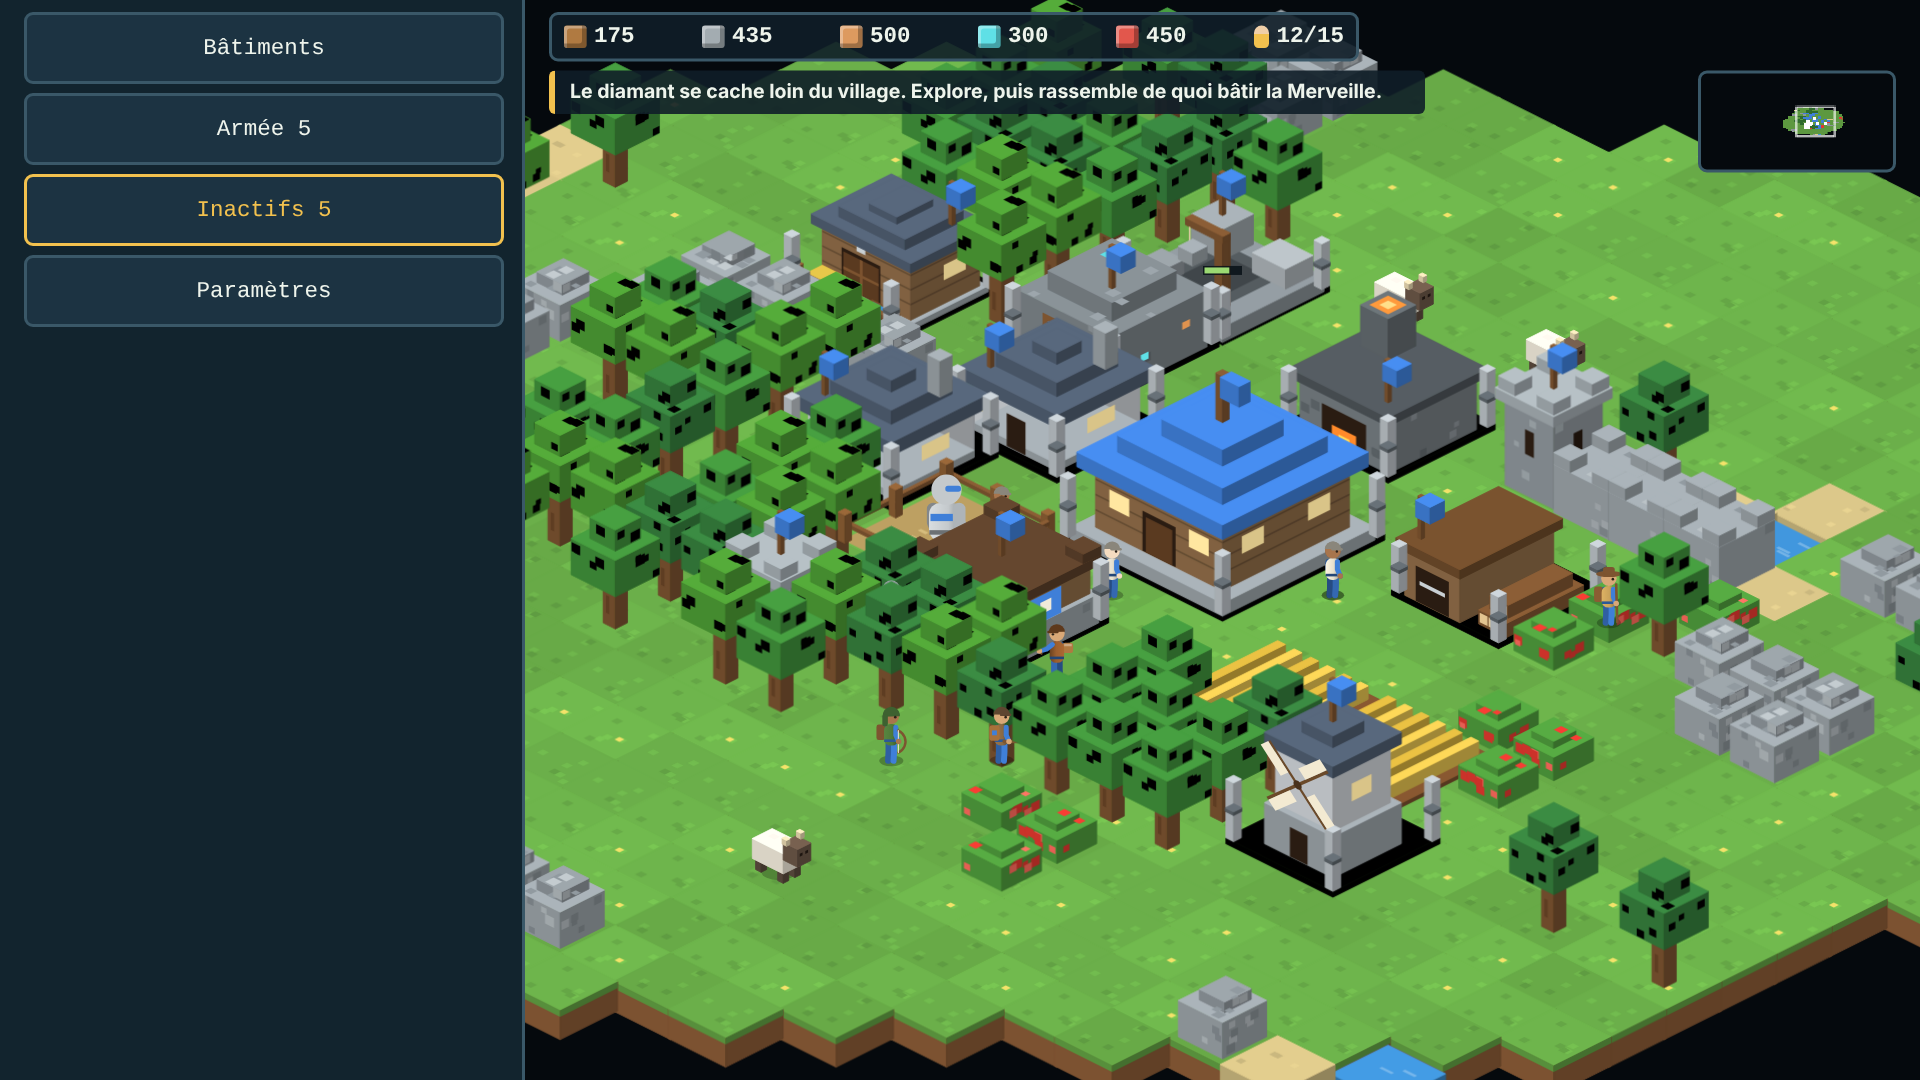 Bâtiments
Armée 5
Inactifs 5
Paramètres
175 435 500 300 450 12/15
Le diamant se cache loin du village. Explore, puis rassemble de quoi bâtir la Merveille.